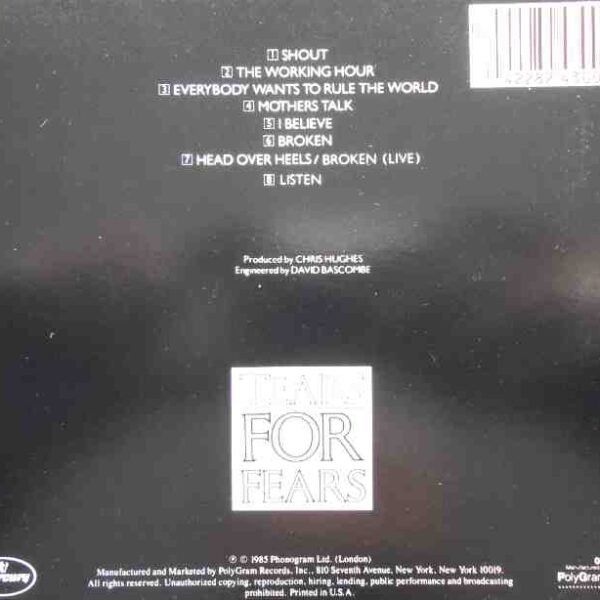 1 SHOUT
2 THE WORKING HOUR
3 EVERYBODY WANTS TO RULE THE WORLD
4 MOTHERS TALK
5 I BELIEVE
6 BROKEN
7 HEAD OVER HEELS / BROKEN (LIVE)
8 LISTEN
Produced by CHRIS HUGHES
Engineered by DAVID BASCOMBE
TEARS
FOR
FEARS
℗ © 1985 Phonogram Ltd. (London)
Manufactured and Marketed by PolyGram Records, Inc., 810 Seventh Avenue, New York, New York 10019.
All rights reserved. Unauthorized copying, reproduction, hiring, lending, public performance and broadcasting
prohibited. Printed in U.S.A.
PolyGram